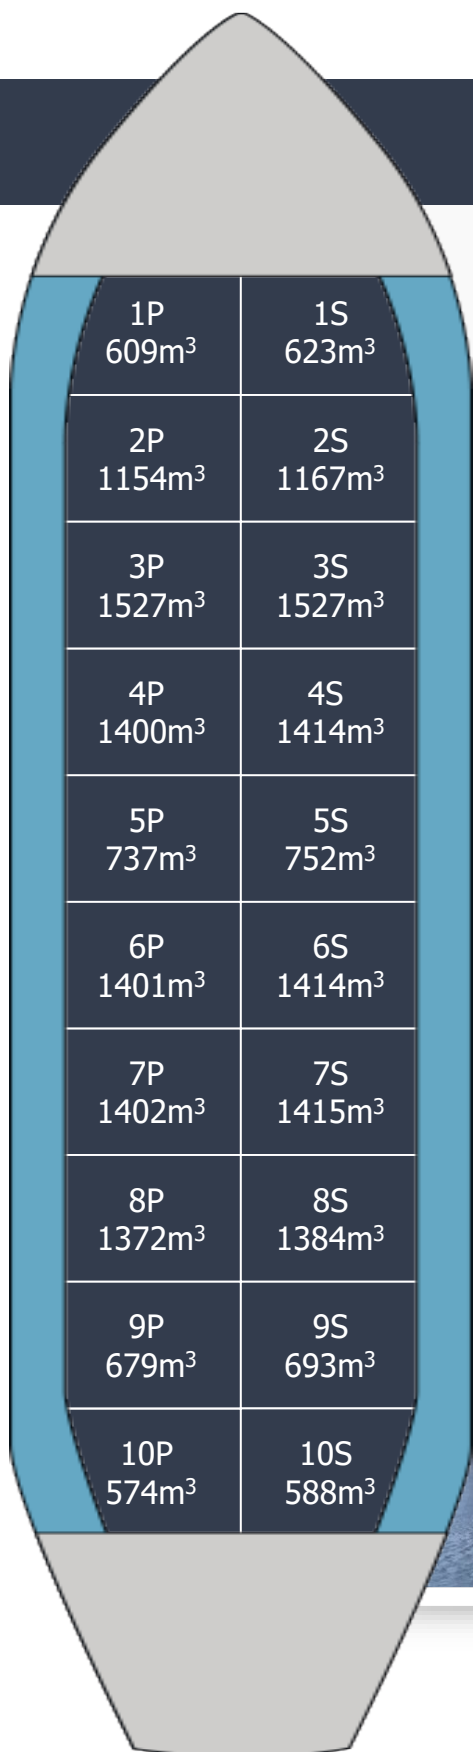 1P
609m³
1S
623m³
2P
1154m³
2S
1167m³
3P
1527m³
3S
1527m³
4P
1400m³
4S
1414m³
5P
737m³
5S
752m³
6P
1401m³
6S
1414m³
7P
1402m³
7S
1415m³
8P
1372m³
8S
1384m³
9P
679m³
9S
693m³
10P
574m³
10S
588m³